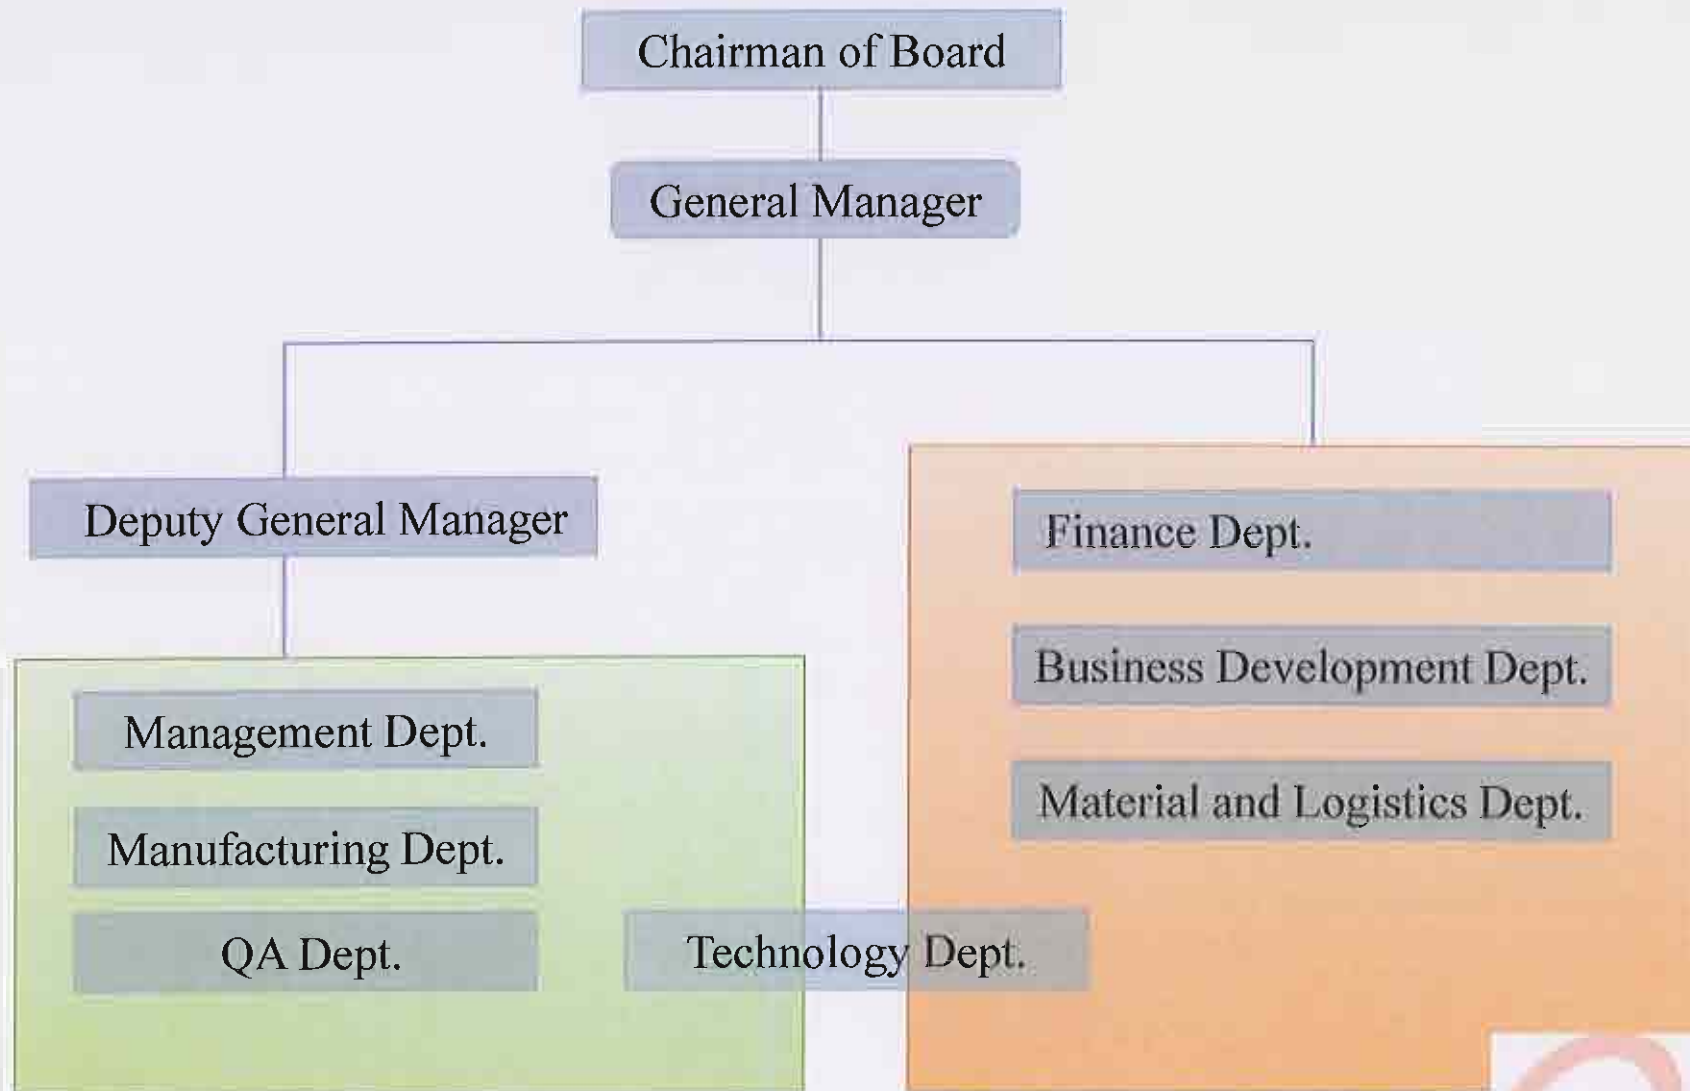 Chairman of Board
General Manager
Deputy General Manager
Finance Dept.
Business Development Dept.
Material and Logistics Dept.
Management Dept.
Manufacturing Dept.
QA Dept.
Technology Dept.